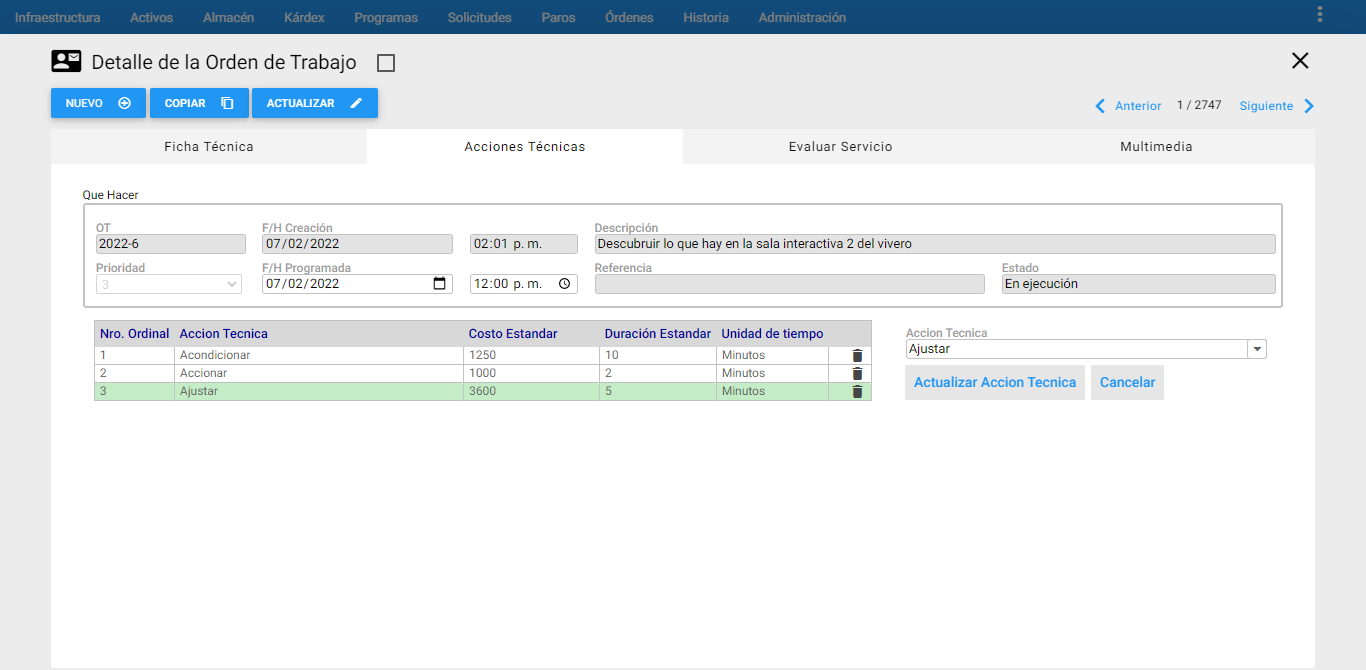 Infraestructura Activos Almacén Kárdex Programas Solicitudes Paros Órdenes Historia Administración
Detalle de la Orden de Trabajo
NUEVO COPIAR ACTUALIZAR
Anterior 1 / 2747 Siguiente
Ficha Técnica Acciones Técnicas Evaluar Servicio Multimedia
Que Hacer
OT F/H Creación Descripción
2022-6 07/02/2022 02:01 p. m. Descubruir lo que hay en la sala interactiva 2 del vivero
Prioridad F/H Programada Referencia Estado
3 07/02/2022 12:00 p. m. En ejecución
Nro. Ordinal Accion Tecnica Costo Estandar Duración Estandar Unidad de tiempo
1 Acondicionar 1250 10 Minutos
2 Accionar 1000 2 Minutos
3 Ajustar 3600 5 Minutos
Accion Tecnica
Ajustar
Actualizar Accion Tecnica Cancelar